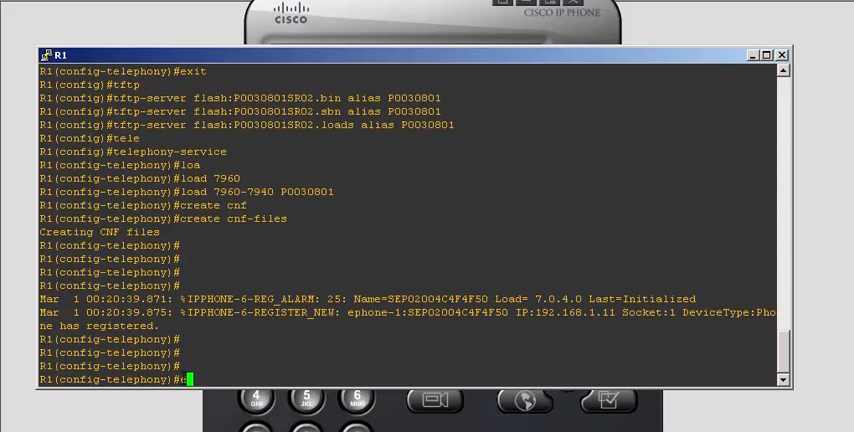 CISCO
CISCO IP PHONE
R1
R1(config-telephony)#exit
R1(config)#tftp
R1(config)#tftp-server flash:P0030801SR02.bin alias P0030801
R1(config)#tftp-server flash:P0030801SR02.sbn alias P0030801
R1(config)#tftp-server flash:P0030801SR02.loads alias P0030801
R1(config)#tele
R1(config)#telephony-service
R1(config-telephony)#loa
R1(config-telephony)#load 7960
R1(config-telephony)#load 7960-7940 P0030801
R1(config-telephony)#create cnf
R1(config-telephony)#create cnf-files
Creating CNF files
R1(config-telephony)#
R1(config-telephony)#
R1(config-telephony)#
R1(config-telephony)#
Mar  1 00:20:39.871: %IPPHONE-6-REG_ALARM: 25: Name=SEP02004C4F4F50 Load= 7.0.4.0 Last=Initialized
Mar  1 00:20:39.875: %IPPHONE-6-REGISTER_NEW: ephone-1:SEP02004C4F4F50 IP:192.168.1.11 Socket:1 DeviceType:Pho
ne has registered.
R1(config-telephony)#
R1(config-telephony)#
R1(config-telephony)#
R1(config-telephony)#e
4 5 6
GHI JKL MNO